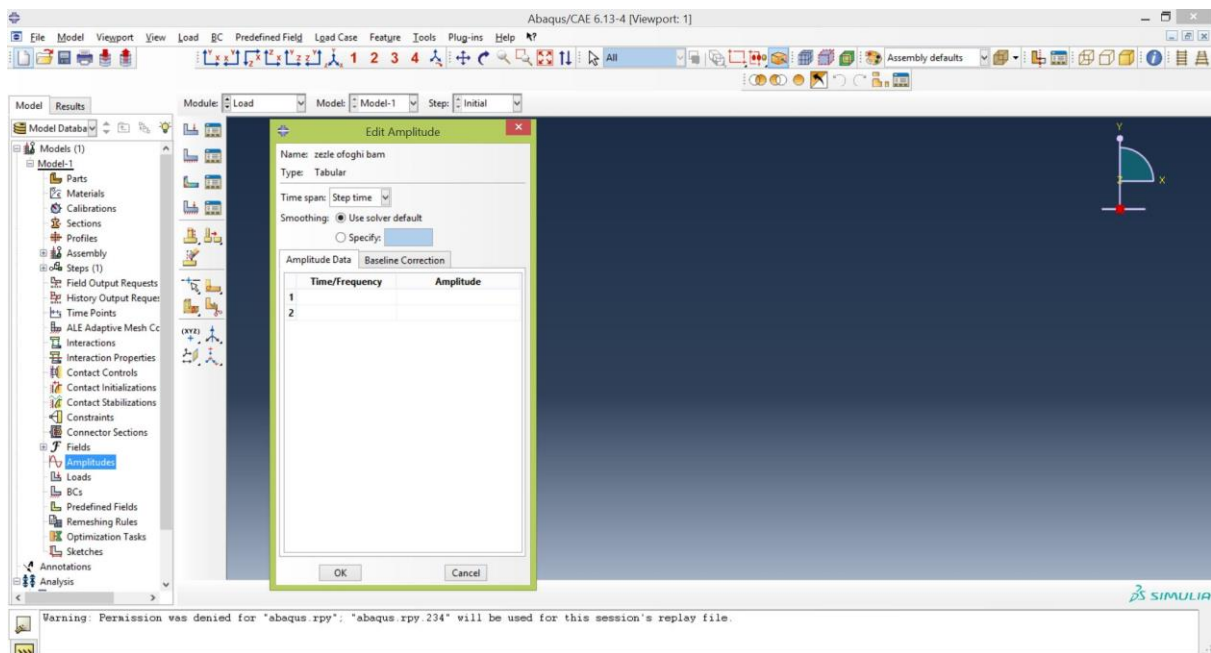 Abaqus/CAE 6.13-4 [Viewport: 1]
File Model Viewport View Load BC Predefined Field Load Case Feature Tools Plug-ins Help
1 2 3 4 All Assembly defaults
Model Results
Module: Load Model: Model-1 Step: Initial
Model Databa
Models (1)
Model-1
Parts
Materials
Calibrations
Sections
Profiles
Assembly
Steps (1)
Field Output Requests
History Output Reques
Time Points
ALE Adaptive Mesh Cc
Interactions
Interaction Properties
Contact Controls
Contact Initializations
Contact Stabilizations
Constraints
Connector Sections
Fields
Amplitudes
Loads
BCs
Predefined Fields
Remeshing Rules
Optimization Tasks
Sketches
Annotations
Analysis
(XYZ)
Edit Amplitude
Name: zezle ofoghi bam
Type: Tabular
Time span: Step time
Smoothing: Use solver default
Specify:
Amplitude Data Baseline Correction
Time/Frequency Amplitude
1
2
OK Cancel
Y
Z X
SIMULIA
Warning: Permission was denied for "abaqus.rpy"; "abaqus.rpy.234" will be used for this session's replay file.